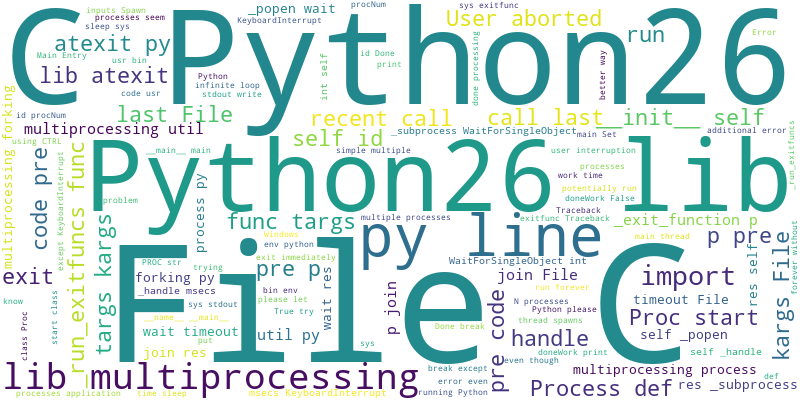 inputs Spawn
processes seem
sleep sys
_popen wait
KeyboardInterrupt
procNum
sys exitfunc
C Python26
User aborted
Error
Main Entry
atexit py
usr bin
id Done
print
int self
done processing
better way
run
lib atexit
Python
infinite loop
stdout write
code usr
id procNum
last File
recent call
call last
__init__ self
multiprocessing util
self id
_subprocess WaitForSingleObject
main Set
additional error
using CTRL
multiprocessing forking
code pre
except KeyboardInterrupt
_run_exitfuncs func
__main__ main
problem
simple multiple
user interruption
processes
work time
potentially run
doneWork False
_run_exitfuncs
Python26 lib
process py
func targs
multiple processes
Traceback
exitfunc Traceback
_exit_function p
main thread
targs kargs
Windows
env python
exit immediately
py line
p pre
exit
PROC str
trying
File C
WaitForSingleObject int
run forever
forking py
_handle msecs
pre p
bin env
please let
wait res
join File
import
timeout File
res self
kargs File
forever without
know
start class
class Proc
sys stdout
__name__ __main__
True try
put
p join
pre code
N processes
Python please
thread spawns
Proc start
wait timeout
util py
sys
Done break
handle
doneWork print
self _popen
join res
even though
self _handle
lib multiprocessing
break except
error even
running Python
multiprocessing process
def
processes application
time sleep
msecs KeyboardInterrupt
Process def
res _subprocess